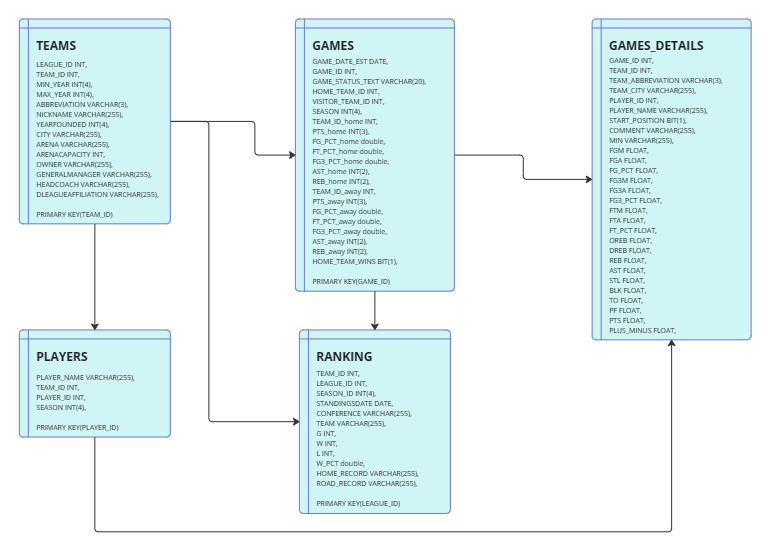 TEAMS
LEAGUE_ID INT,
TEAM_ID INT,
MIN_YEAR INT(4),
MAX_YEAR INT(4),
ABBREVIATION VARCHAR(3),
NICKNAME VARCHAR(255),
YEARFOUNDED INT(4),
CITY VARCHAR(255),
ARENA VARCHAR(255),
ARENACAPACITY INT,
OWNER VARCHAR(255),
GENERALMANAGER VARCHAR(255),
HEADCOACH VARCHAR(255),
DLEAGUEAFFILIATION VARCHAR(255),
PRIMARY KEY(TEAM_ID)
GAMES
GAME_DATE_EST DATE,
GAME_ID INT,
GAME_STATUS_TEXT VARCHAR(20),
HOME_TEAM_ID INT,
VISITOR_TEAM_ID INT,
SEASON INT(4),
TEAM_ID_home INT,
PTS_home INT(3),
FG_PCT_home double,
FT_PCT_home double,
FG3_PCT_home double,
AST_home INT(2),
REB_home INT(2),
TEAM_ID_away INT,
PTS_away INT(3),
FG_PCT_away double,
FT_PCT_away double,
FG3_PCT_away double,
AST_away INT(2),
REB_away INT(2),
HOME_TEAM_WINS BIT(1),
PRIMARY KEY(GAME_ID)
GAMES_DETAILS
GAME_ID INT,
TEAM_ID INT,
TEAM_ABBREVIATION VARCHAR(3),
TEAM_CITY VARCHAR(255),
PLAYER_ID INT,
PLAYER_NAME VARCHAR(255),
START_POSITION BIT(1),
COMMENT VARCHAR(255),
MIN VARCHAR(255),
FGM FLOAT,
FGA FLOAT,
FG_PCT FLOAT,
FG3M FLOAT,
FG3A FLOAT,
FG3_PCT FLOAT,
FTM FLOAT,
FTA FLOAT,
FT_PCT FLOAT,
OREB FLOAT,
DREB FLOAT,
REB FLOAT,
AST FLOAT,
STL FLOAT,
BLK FLOAT,
TO FLOAT,
PF FLOAT,
PTS FLOAT,
PLUS_MINUS FLOAT,
PLAYERS
PLAYER_NAME VARCHAR(255),
TEAM_ID INT,
PLAYER_ID INT,
SEASON INT(4),
PRIMARY KEY(PLAYER_ID)
RANKING
TEAM_ID INT,
LEAGUE_ID INT,
SEASON_ID INT(4),
STANDINGSDATE DATE,
CONFERENCE VARCHAR(255),
TEAM VARCHAR(255),
G INT,
W INT,
L INT,
W_PCT double,
HOME_RECORD VARCHAR(255),
ROAD_RECORD VARCHAR(255),
PRIMARY KEY(LEAGUE_ID)